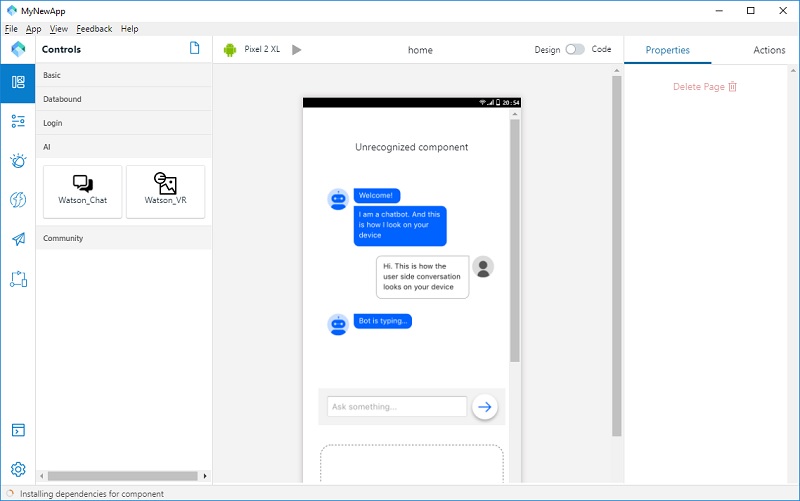 MyNewApp
File App View Feedback Help
Controls
Pixel 2 XL
home
Design
Code
Properties
Actions
Basic
Databound
Login
AI
Watson_Chat
Watson_VR
Community
Delete Page
20:54
Unrecognized component
Welcome!
I am a chatbot. And this
is how I look on your
device
Hi. This is how the
user side conversation
looks on your device
Bot is typing...
Ask something...
Installing dependencies for component